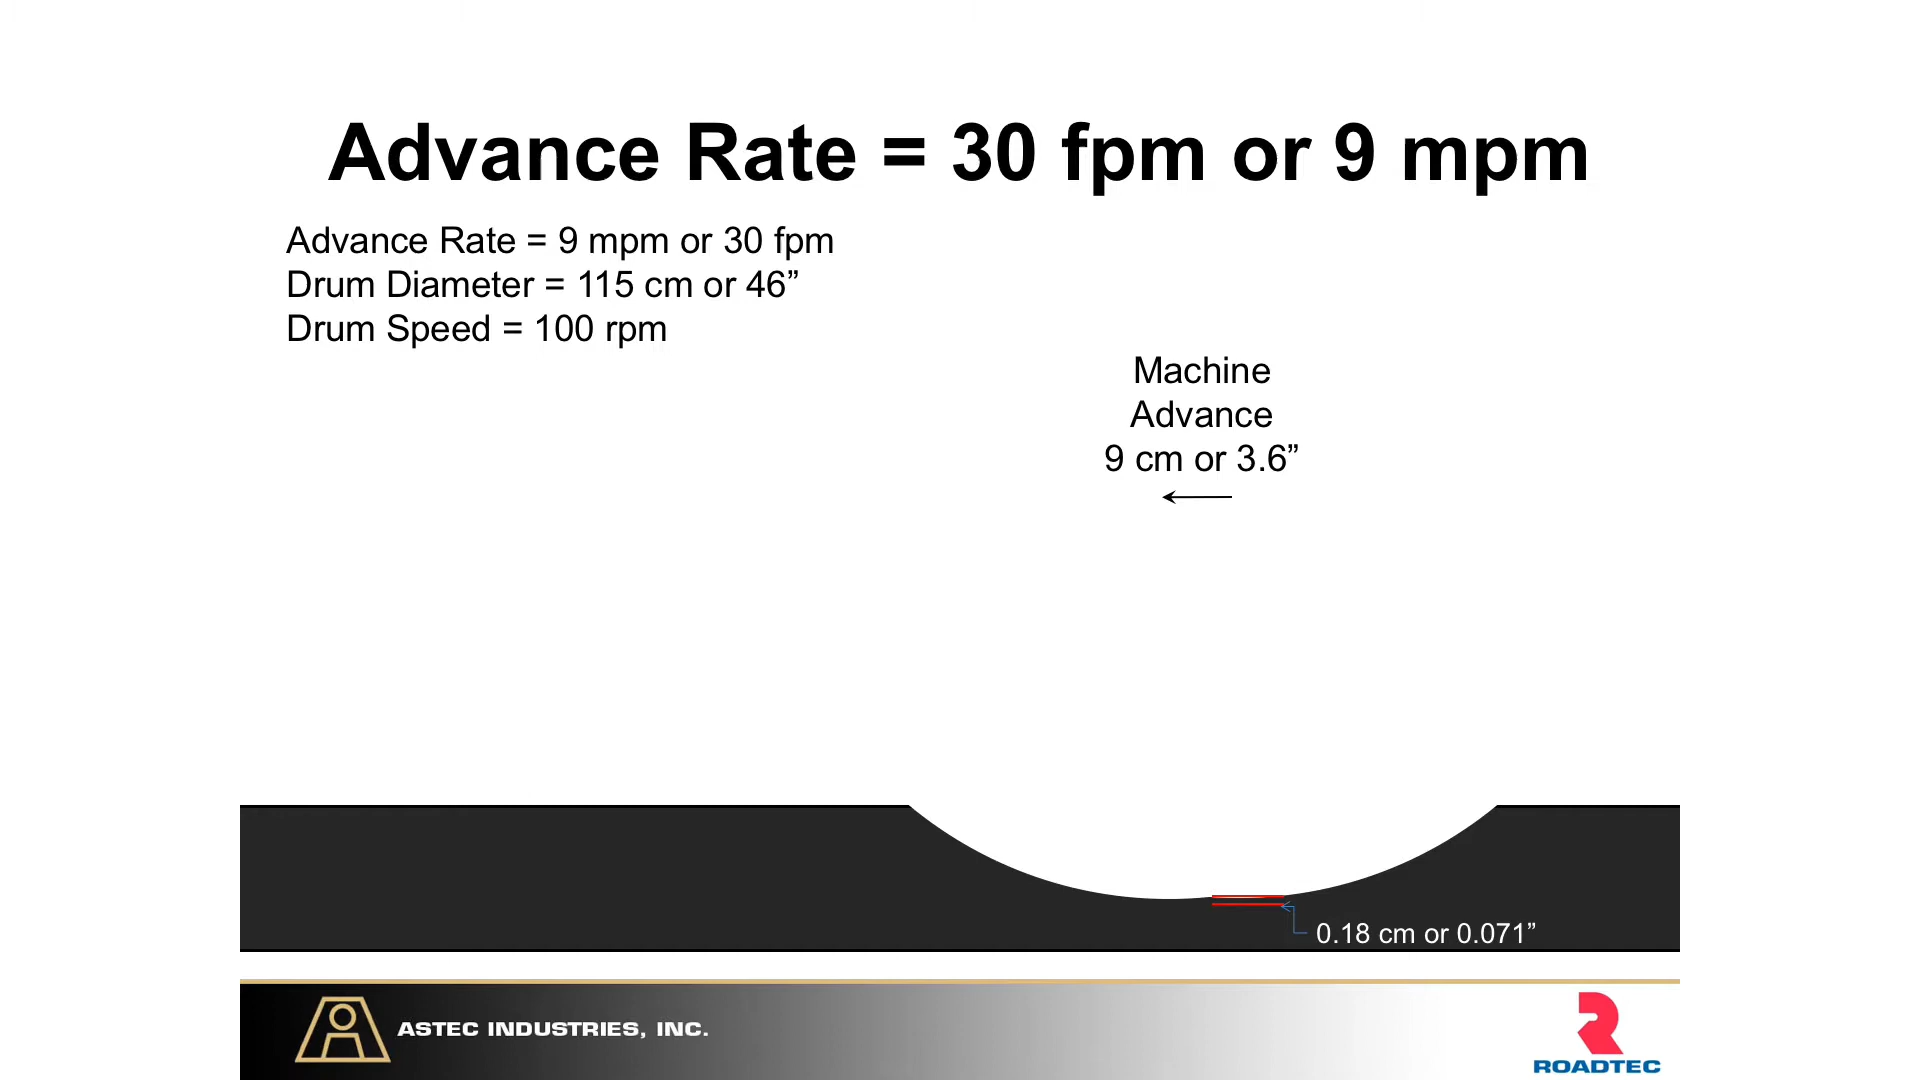 Advance Rate = 30 fpm or 9 mpm
Advance Rate = 9 mpm or 30 fpm
Drum Diameter = 115 cm or 46”
Drum Speed = 100 rpm
Machine
Advance
9 cm or 3.6”
0.18 cm or 0.071”
ASTEC INDUSTRIES, INC.
ROADTEC